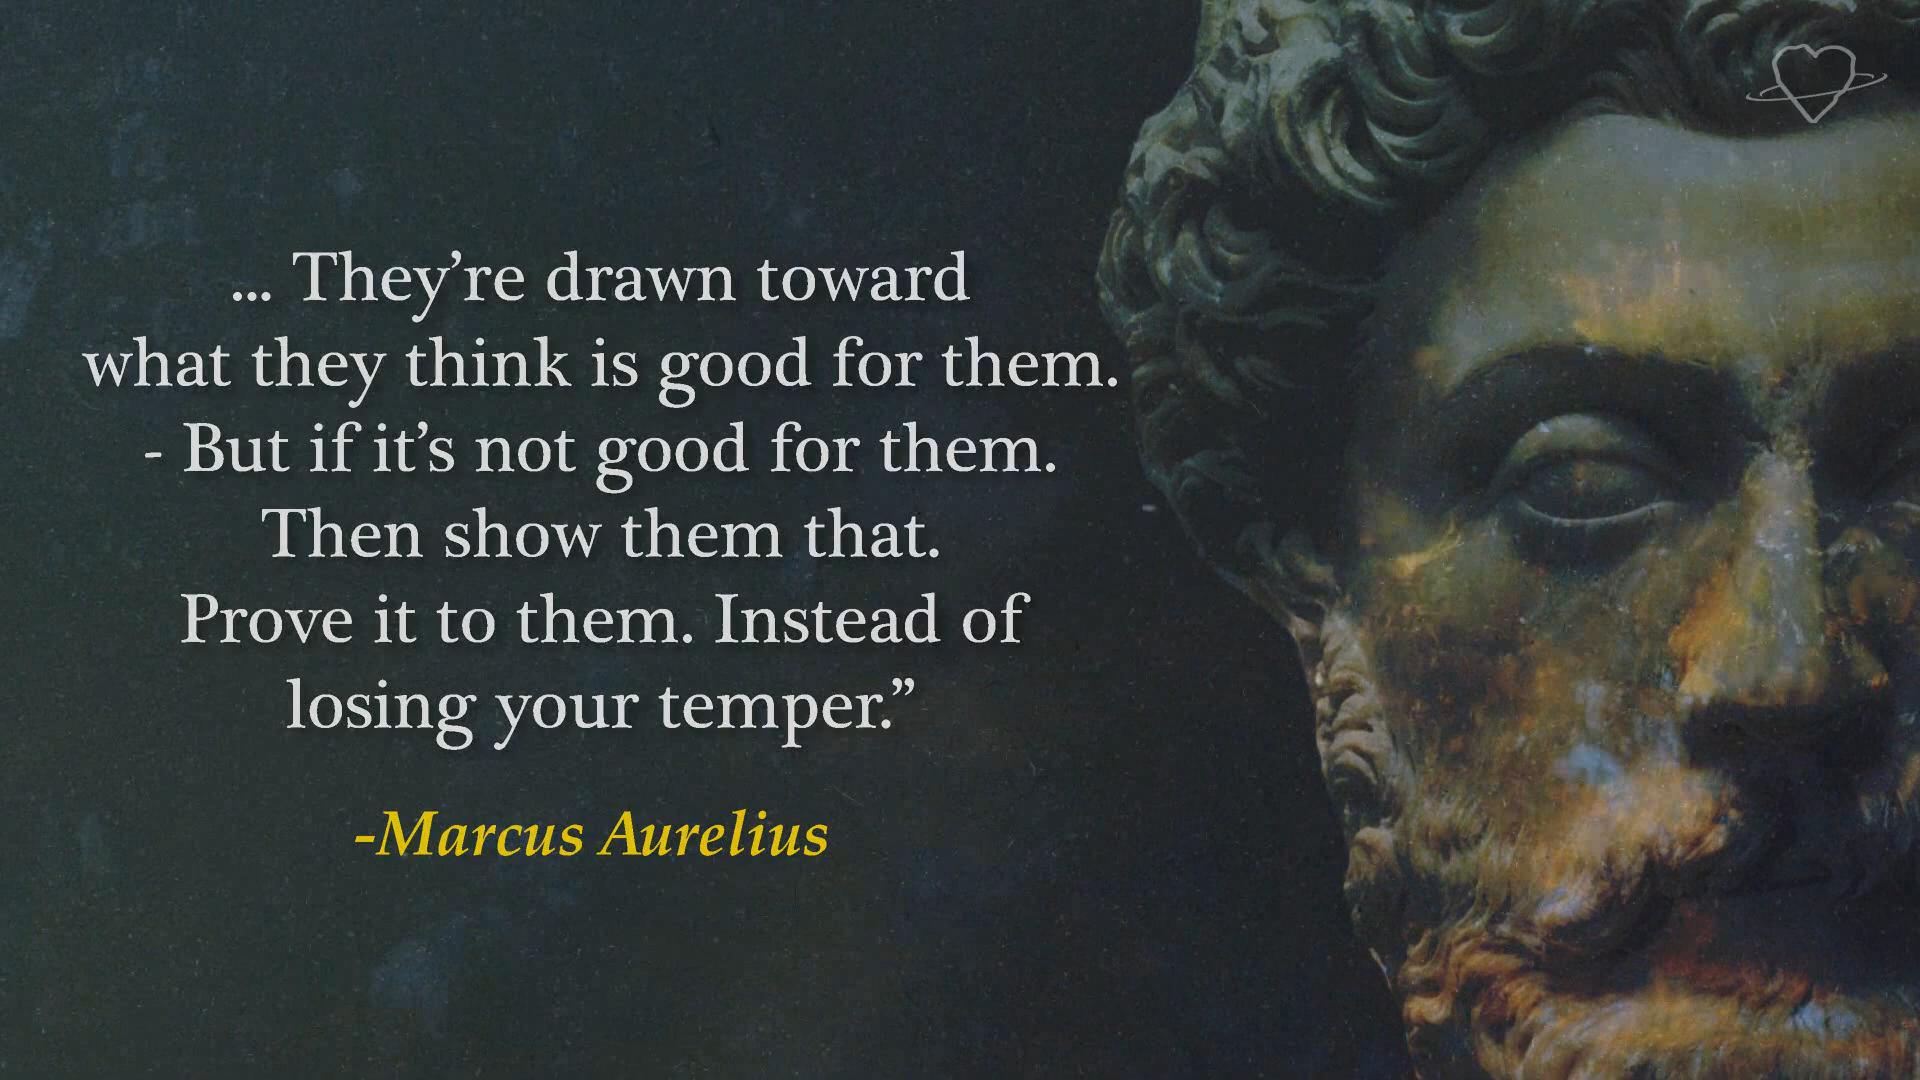 ... They’re drawn toward
what they think is good for them.
- But if it’s not good for them.
Then show them that.
Prove it to them. Instead of
losing your temper.”
-Marcus Aurelius